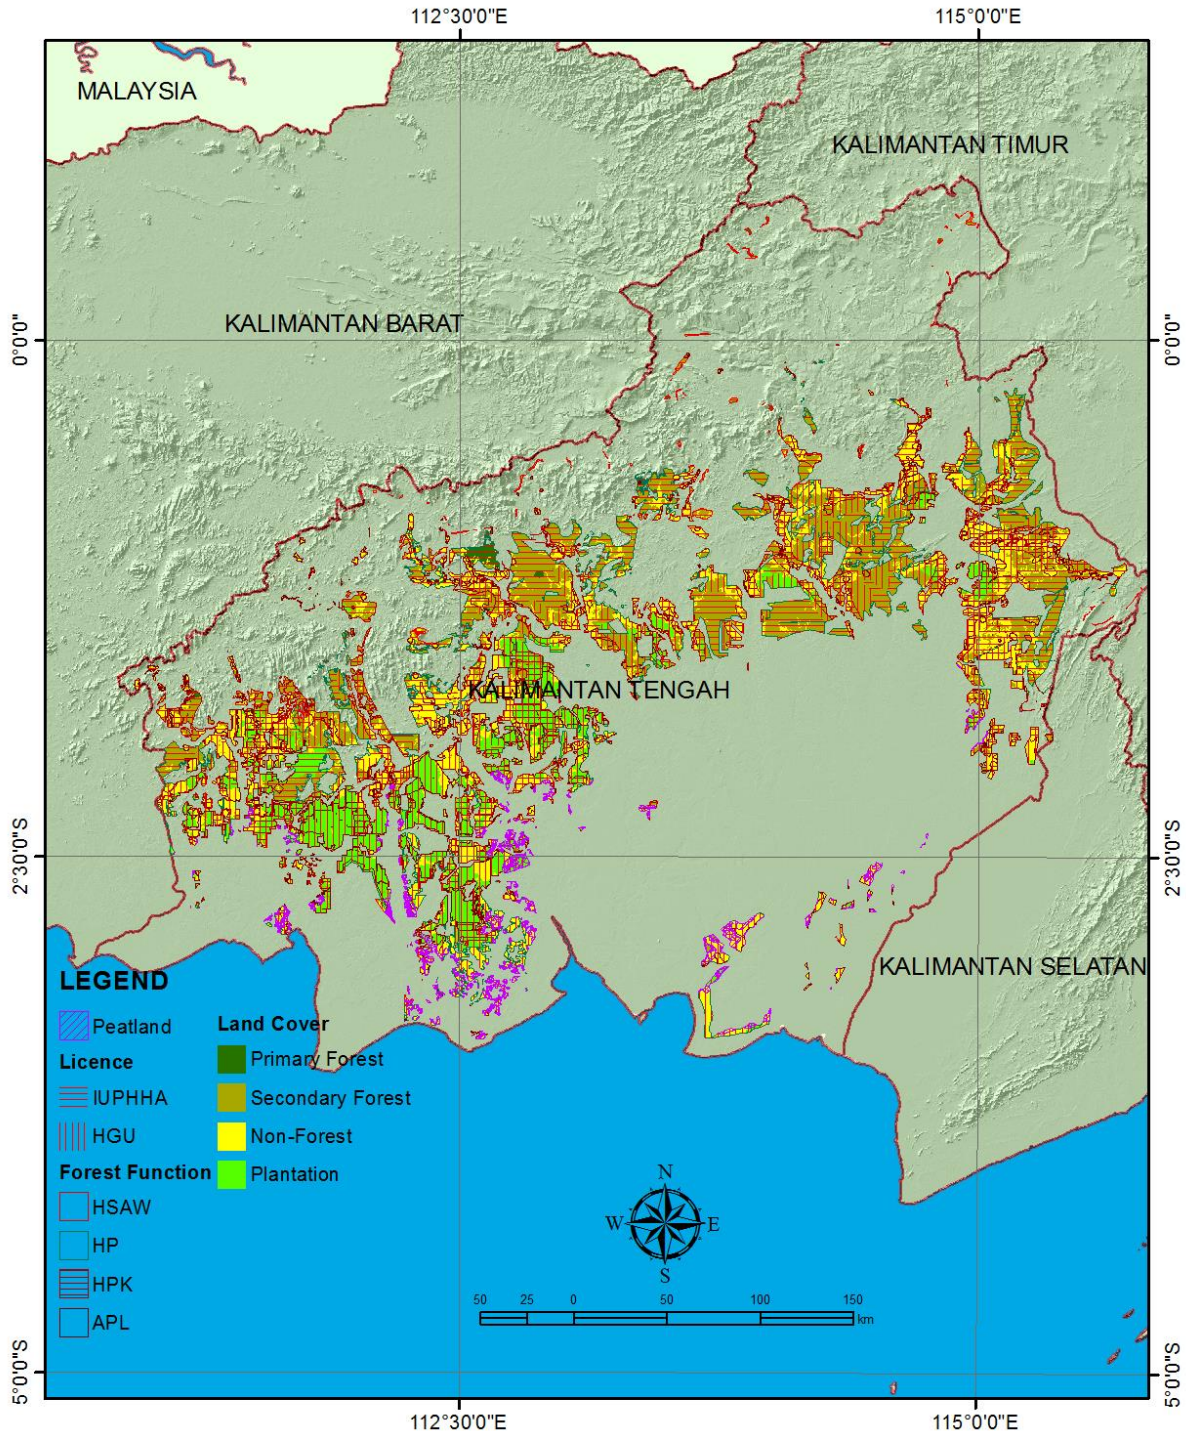 112°30'0"E
115°0'0"E
MALAYSIA
KALIMANTAN TIMUR
KALIMANTAN BARAT
0°0'0"
0°0'0"
KALIMANTAN TENGAH
2°30'0"S
2°30'0"S
KALIMANTAN SELATAN
LEGEND
Peatland
Licence
IUPHHA
HGU
Forest Function
HSAW
HP
HPK
APL
Land Cover
Primary Forest
Secondary Forest
Non-Forest
Plantation
N
W
E
S
50 25 0 50 100 150
km
5°0'0"S
5°0'0"S
112°30'0"E
115°0'0"E